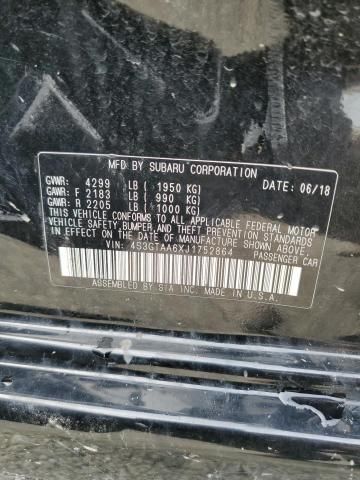 MFD BY SUBARU CORPORATION
GVWR: 4299 LB ( 1950 KG) DATE: 06/18
GAWR: F 2183 LB ( 990 KG)
GAWR: R 2205 LB ( 1000 KG)
THIS VEHICLE CONFORMS TO ALL APPLICABLE FEDERAL MOTOR
VEHICLE SAFETY, BUMPER, AND THEFT PREVENTION STANDARDS
IN EFFECT ON THE DATE OF MANUFACTURE SHOWN ABOVE.
VIN: 4S3GTAA6XJ1752864 PASSENGER CAR
ASSEMBLED BY SIA INC. MADE IN U.S.A.